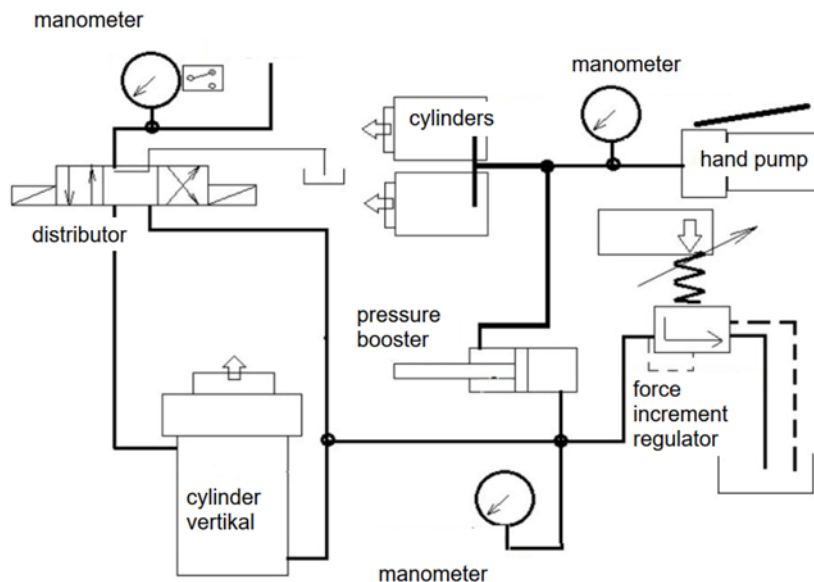 manometer
manometer
cylinders
hand pump
distributor
pressure
booster
force
increment
regulator
cylinder
vertikal
manometer